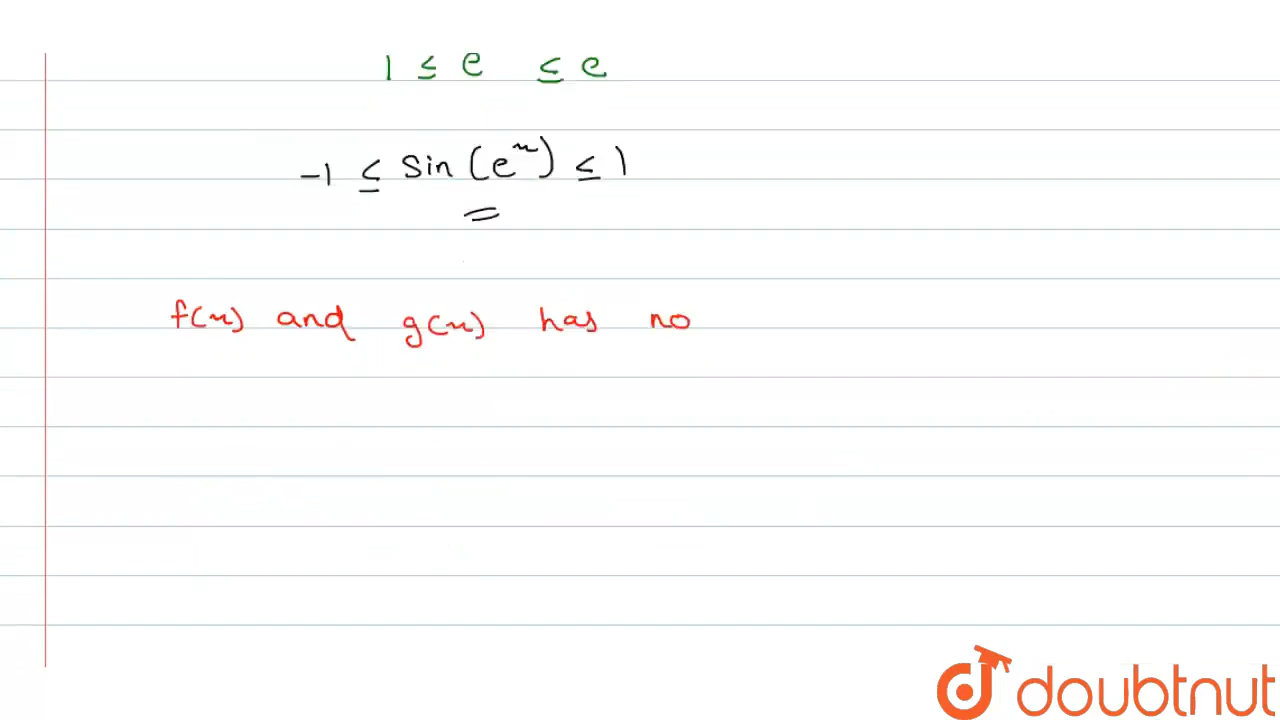 1 ≤ e ≤ e
-1 ≤ Sin (e^x) ≤ 1
f(x) and g(x) has no
doubtnut